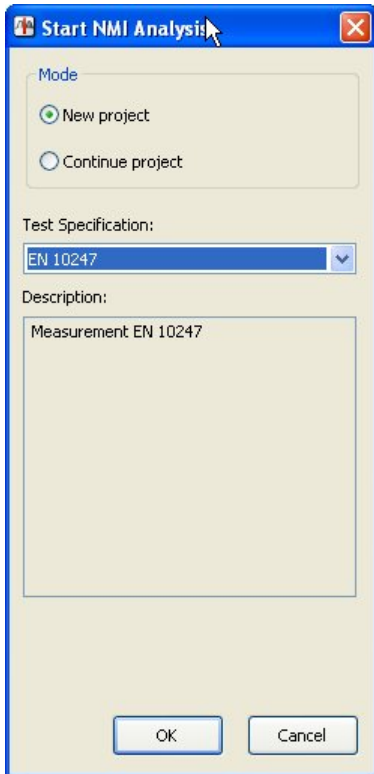 Start NMI Analysis
Mode
New project
Continue project
Test Specification:
EN 10247
Description:
Measurement EN 10247
OK
Cancel